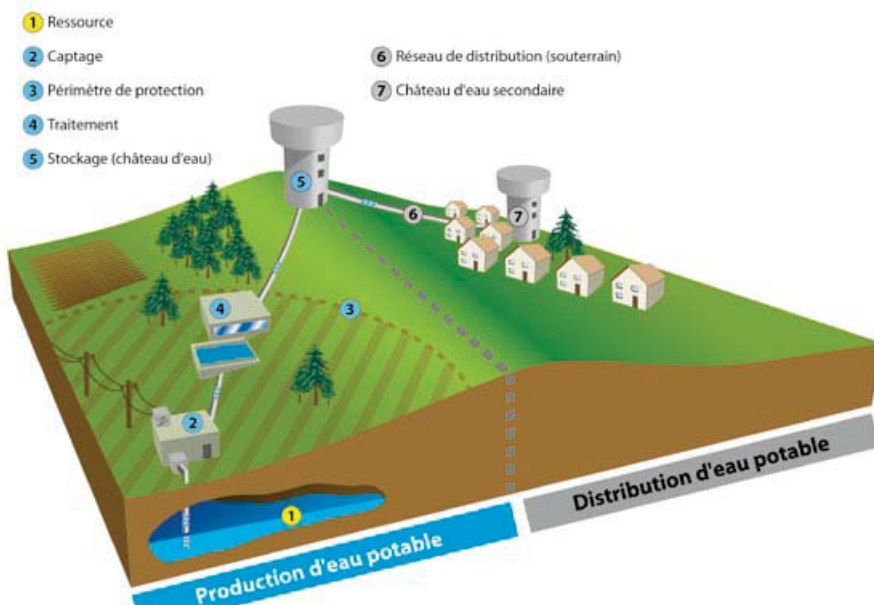 1 Ressource
2 Captage
3 Périmètre de protection
4 Traitement
5 Stockage (château d'eau)
6 Réseau de distribution (souterrain)
7 Château d'eau secondaire
5
6
7
4
3
2
1
Production d'eau potable
Distribution d'eau potable